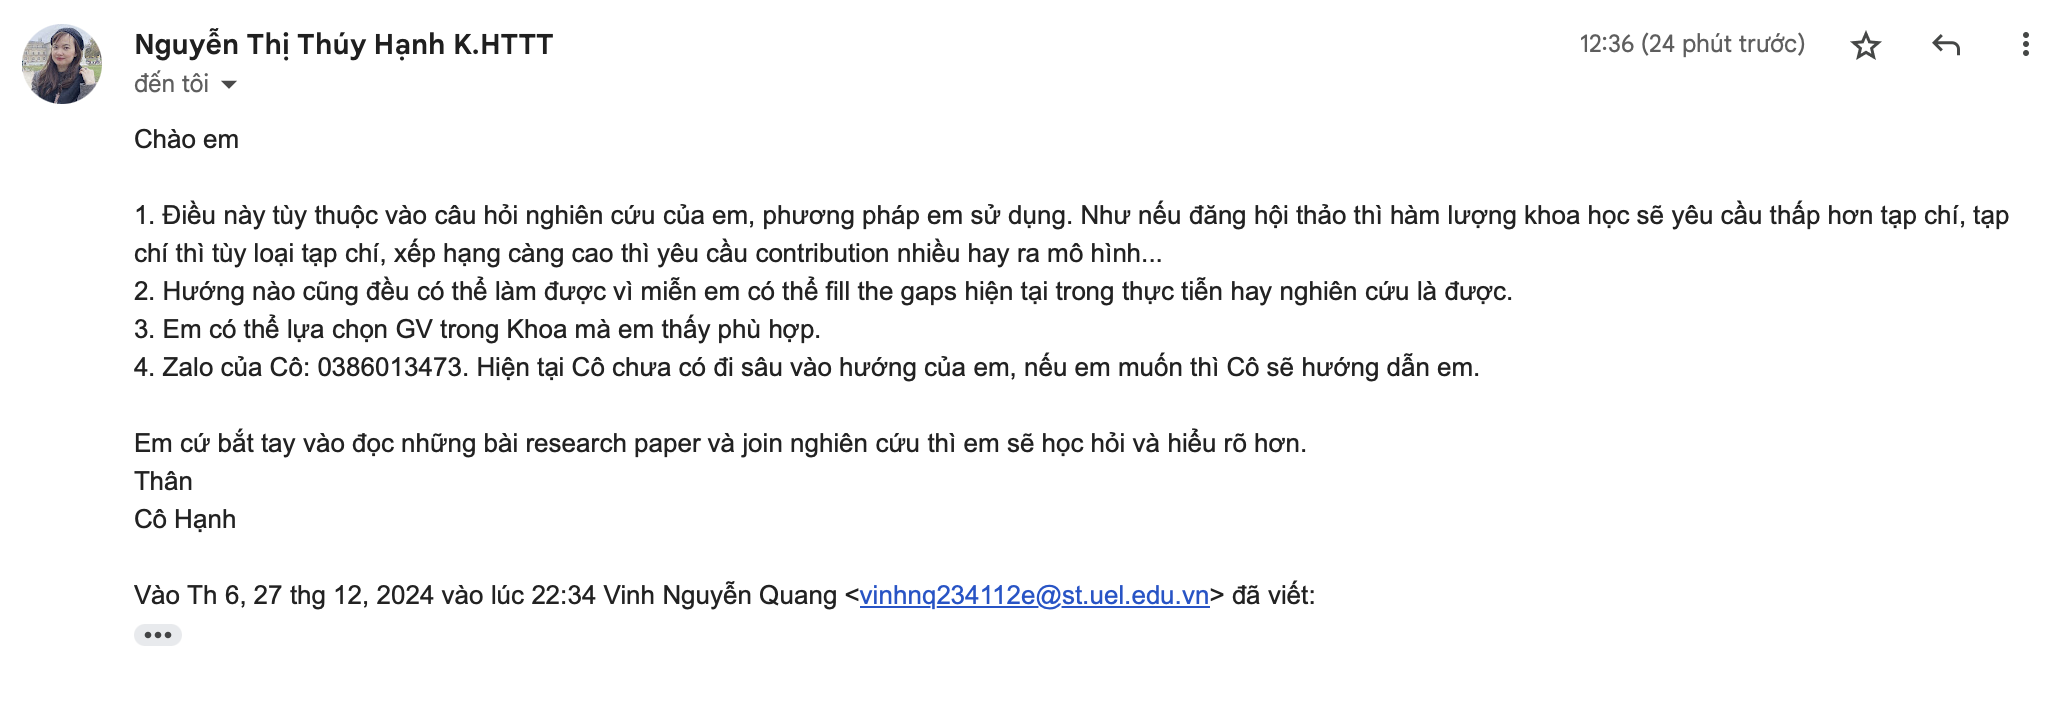 Nguyễn Thị Thúy Hạnh K.HTTT
12:36 (24 phút trước)
đến tôi
Chào em
1. Điều này tùy thuộc vào câu hỏi nghiên cứu của em, phương pháp em sử dụng. Như nếu đăng hội thảo thì hàm lượng khoa học sẽ yêu cầu thấp hơn tạp chí, tạp
chí thì tùy loại tạp chí, xếp hạng càng cao thì yêu cầu contribution nhiều hay ra mô hình...
2. Hướng nào cũng đều có thể làm được vì miễn em có thể fill the gaps hiện tại trong thực tiễn hay nghiên cứu là được.
3. Em có thể lựa chọn GV trong Khoa mà em thấy phù hợp.
4. Zalo của Cô: 0386013473. Hiện tại Cô chưa có đi sâu vào hướng của em, nếu em muốn thì Cô sẽ hướng dẫn em.
Em cứ bắt tay vào đọc những bài research paper và join nghiên cứu thì em sẽ học hỏi và hiểu rõ hơn.
Thân
Cô Hạnh
Vào Th 6, 27 thg 12, 2024 vào lúc 22:34 Vinh Nguyễn Quang <vinhnq234112e@st.uel.edu.vn> đã viết: